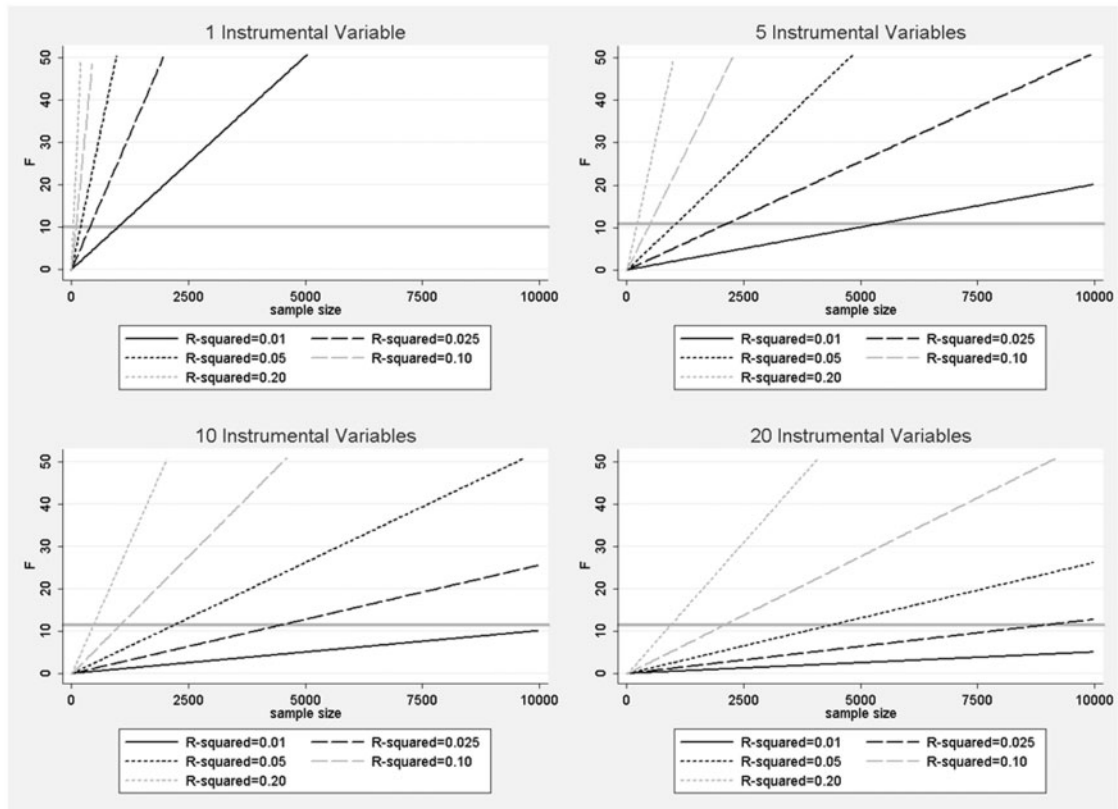 1 Instrumental Variable
50
40
30
20
10
0
F
0 2500 5000 7500 10000
sample size
R-squared=0.01 R-squared=0.025
R-squared=0.05 R-squared=0.10
R-squared=0.20
5 Instrumental Variables
50
40
30
20
10
0
F
0 2500 5000 7500 10000
sample size
R-squared=0.01 R-squared=0.025
R-squared=0.05 R-squared=0.10
R-squared=0.20
10 Instrumental Variables
50
40
30
20
10
0
F
0 2500 5000 7500 10000
sample size
R-squared=0.01 R-squared=0.025
R-squared=0.05 R-squared=0.10
R-squared=0.20
20 Instrumental Variables
50
40
30
20
10
0
F
0 2500 5000 7500 10000
sample size
R-squared=0.01 R-squared=0.025
R-squared=0.05 R-squared=0.10
R-squared=0.20